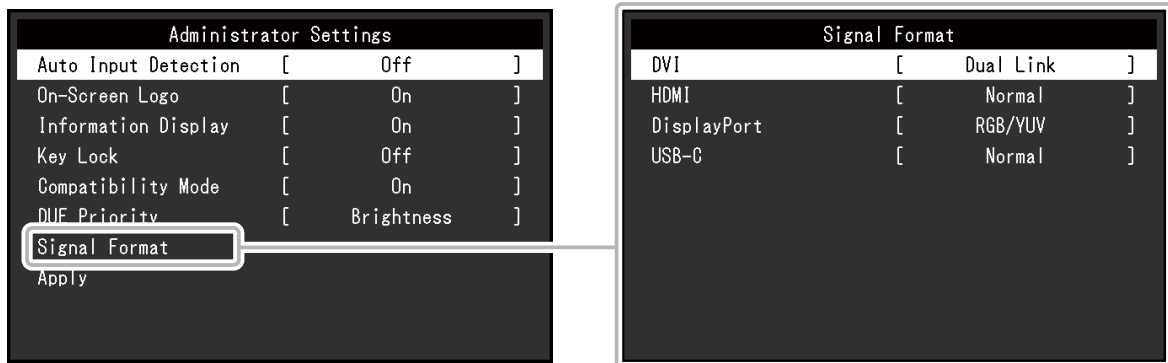 Administrator Settings
Auto Input Detection [ Off ]
On-Screen Logo [ On ]
Information Display [ On ]
Key Lock [ Off ]
Compatibility Mode [ On ]
DUE Priority [ Brightness ]
Signal Format
Apply
Signal Format
DVI [ Dual Link ]
HDMI [ Normal ]
DisplayPort [ RGB/YUV ]
USB-C [ Normal ]